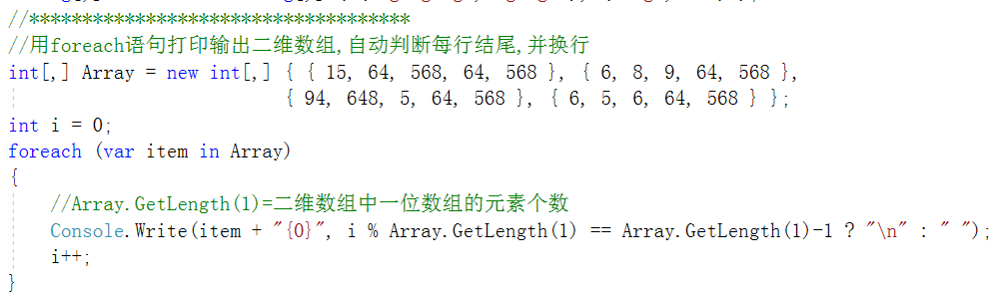 //************************************
//用foreach语句打印输出二维数组,自动判断每行结尾,并换行
int[,] Array = new int[,] { { 15, 64, 568, 64, 568 }, { 6, 8, 9, 64, 568 },
{ 94, 648, 5, 64, 568 }, { 6, 5, 6, 64, 568 } };
int i = 0;
foreach (var item in Array)
{
//Array.GetLength(1)=二维数组中一位数组的元素个数
Console.Write(item + "{0}", i % Array.GetLength(1) == Array.GetLength(1)-1 ? "\n" : " ");
i++;
}